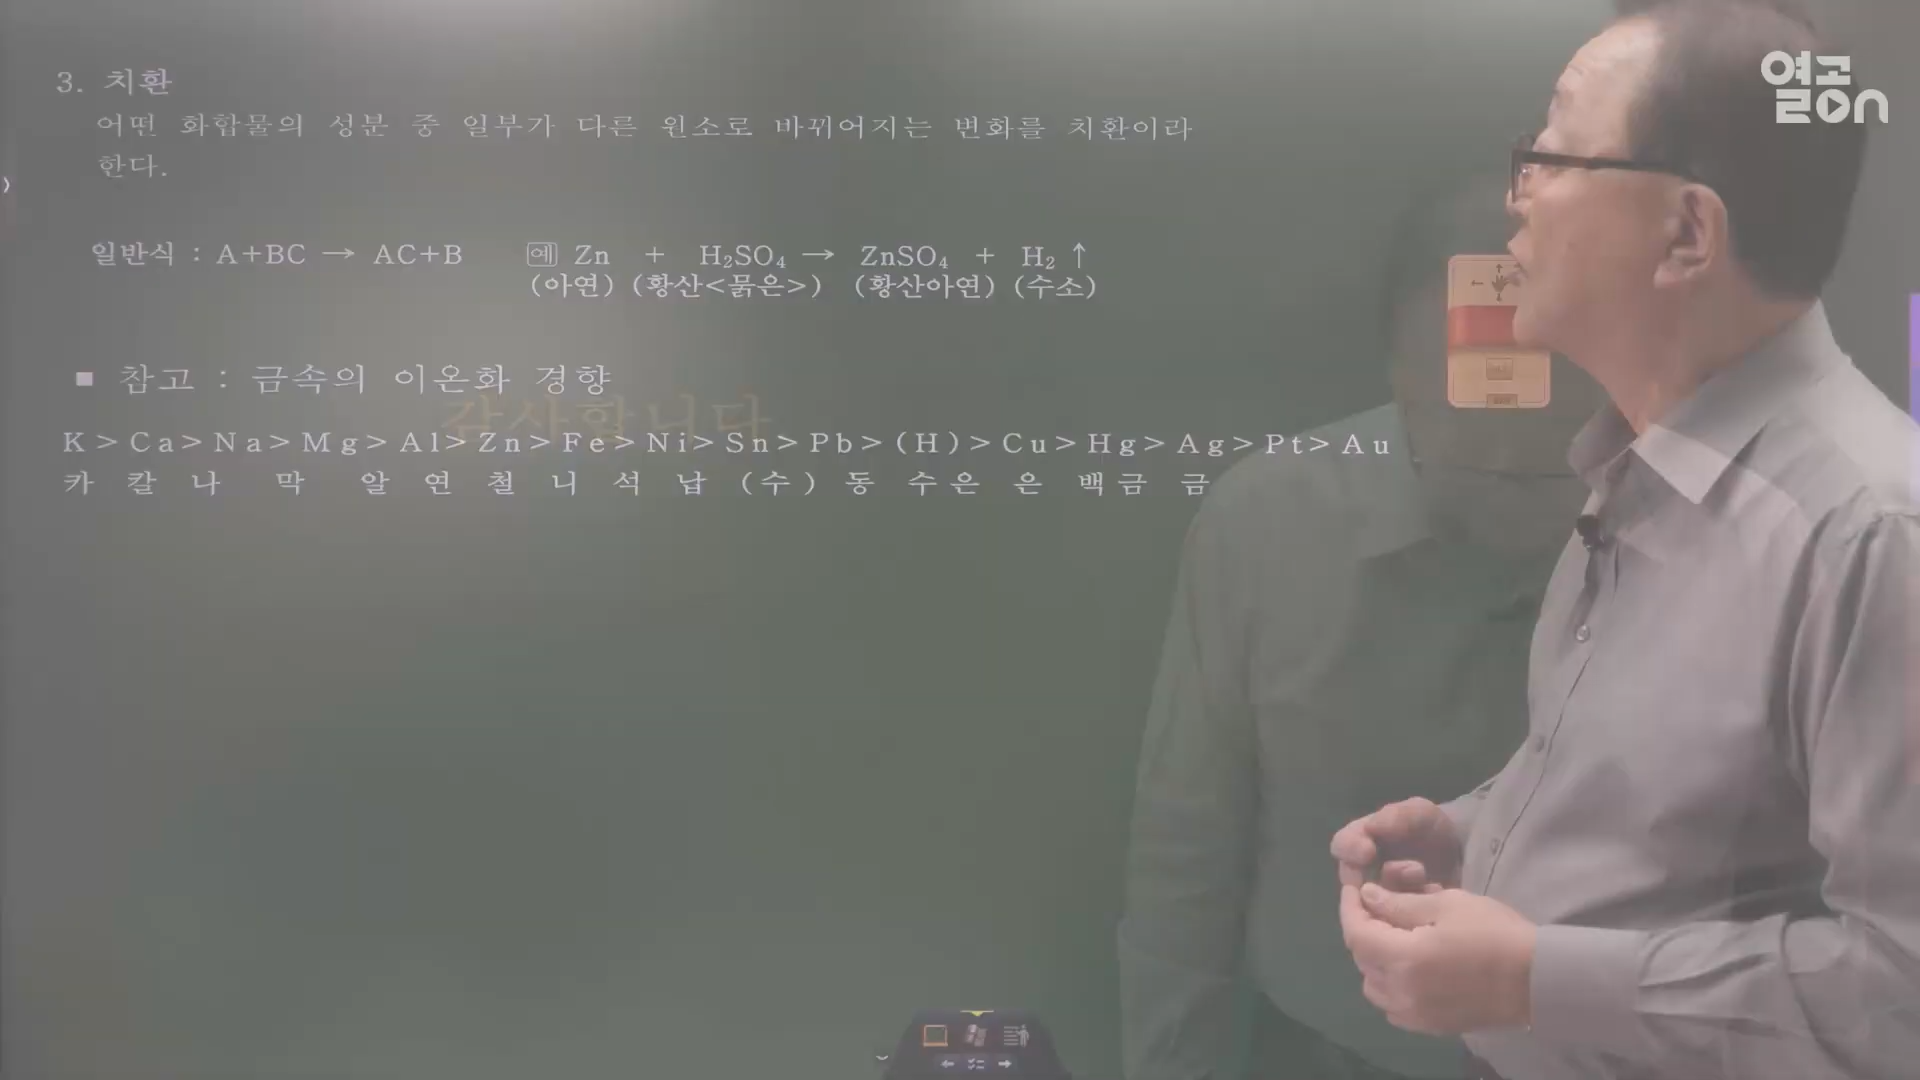 열공on
3. 치환
어떤 화합물의 성분 중 일부가 다른 원소로 바뀌어지는 변화를 치환이라
한다.
일반식 : A+BC → AC+B 예 Zn + H₂SO₄ → ZnSO₄ + H₂ ↑
(아연) (황산<묽은>) (황산아연) (수소)
■ 참고 : 금속의 이온화 경향
감사합니다
K>Ca>Na>Mg>Al>Zn>Fe>Ni>Sn>Pb>(H)>Cu>Hg>Ag>Pt>Au
카 칼 나 막 알 연 철 니 석 납 (수) 동 수은 은 백금 금